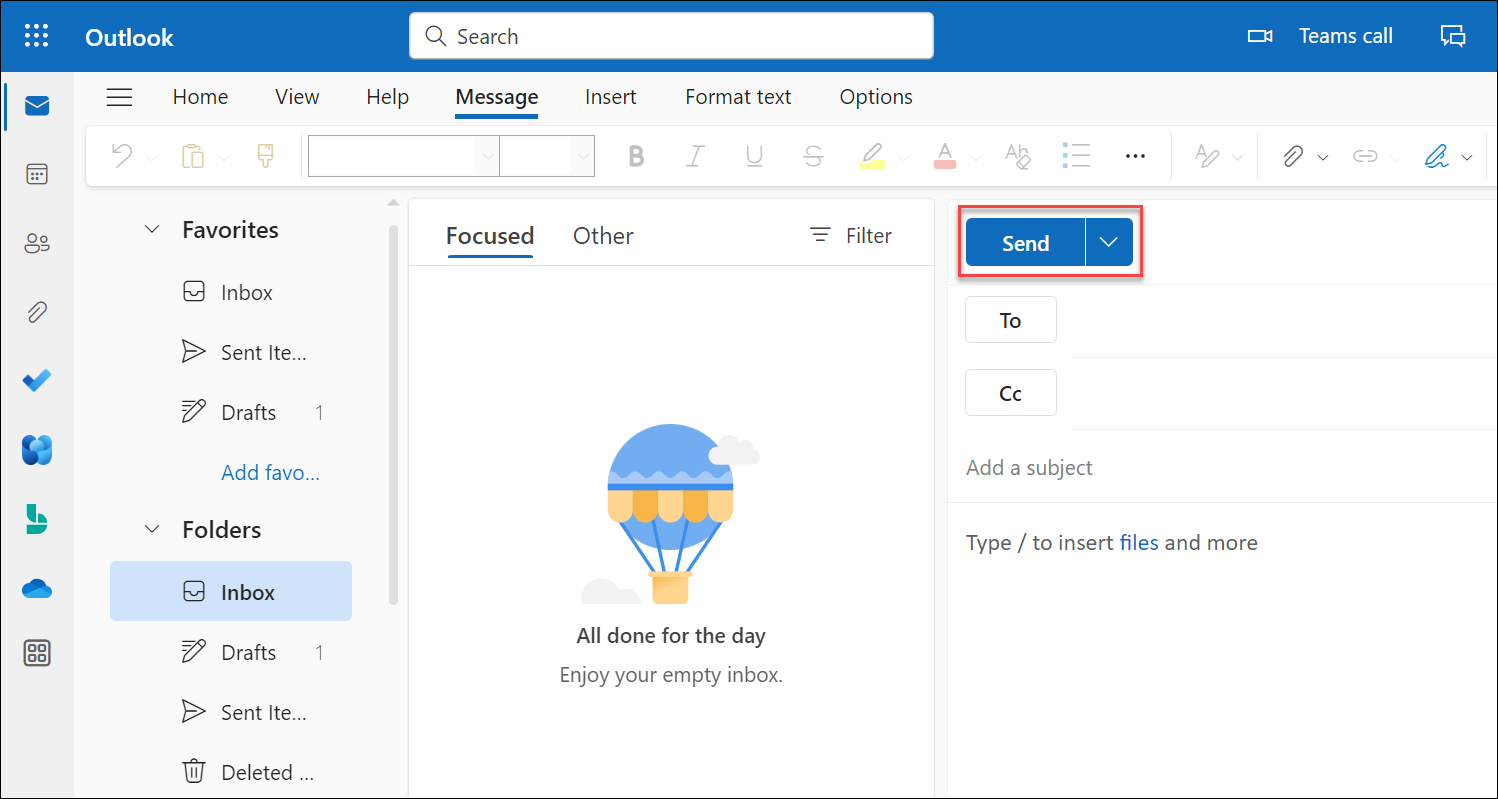 Outlook
Search
Teams call
Home View Help Message Insert Format text Options
Favorites
Inbox
Sent Ite...
Drafts 1
Add favo...
Folders
Inbox
Drafts 1
Sent Ite...
Deleted ...
Focused Other Filter
All done for the day
Enjoy your empty inbox.
Send
To
Cc
Add a subject
Type / to insert files and more